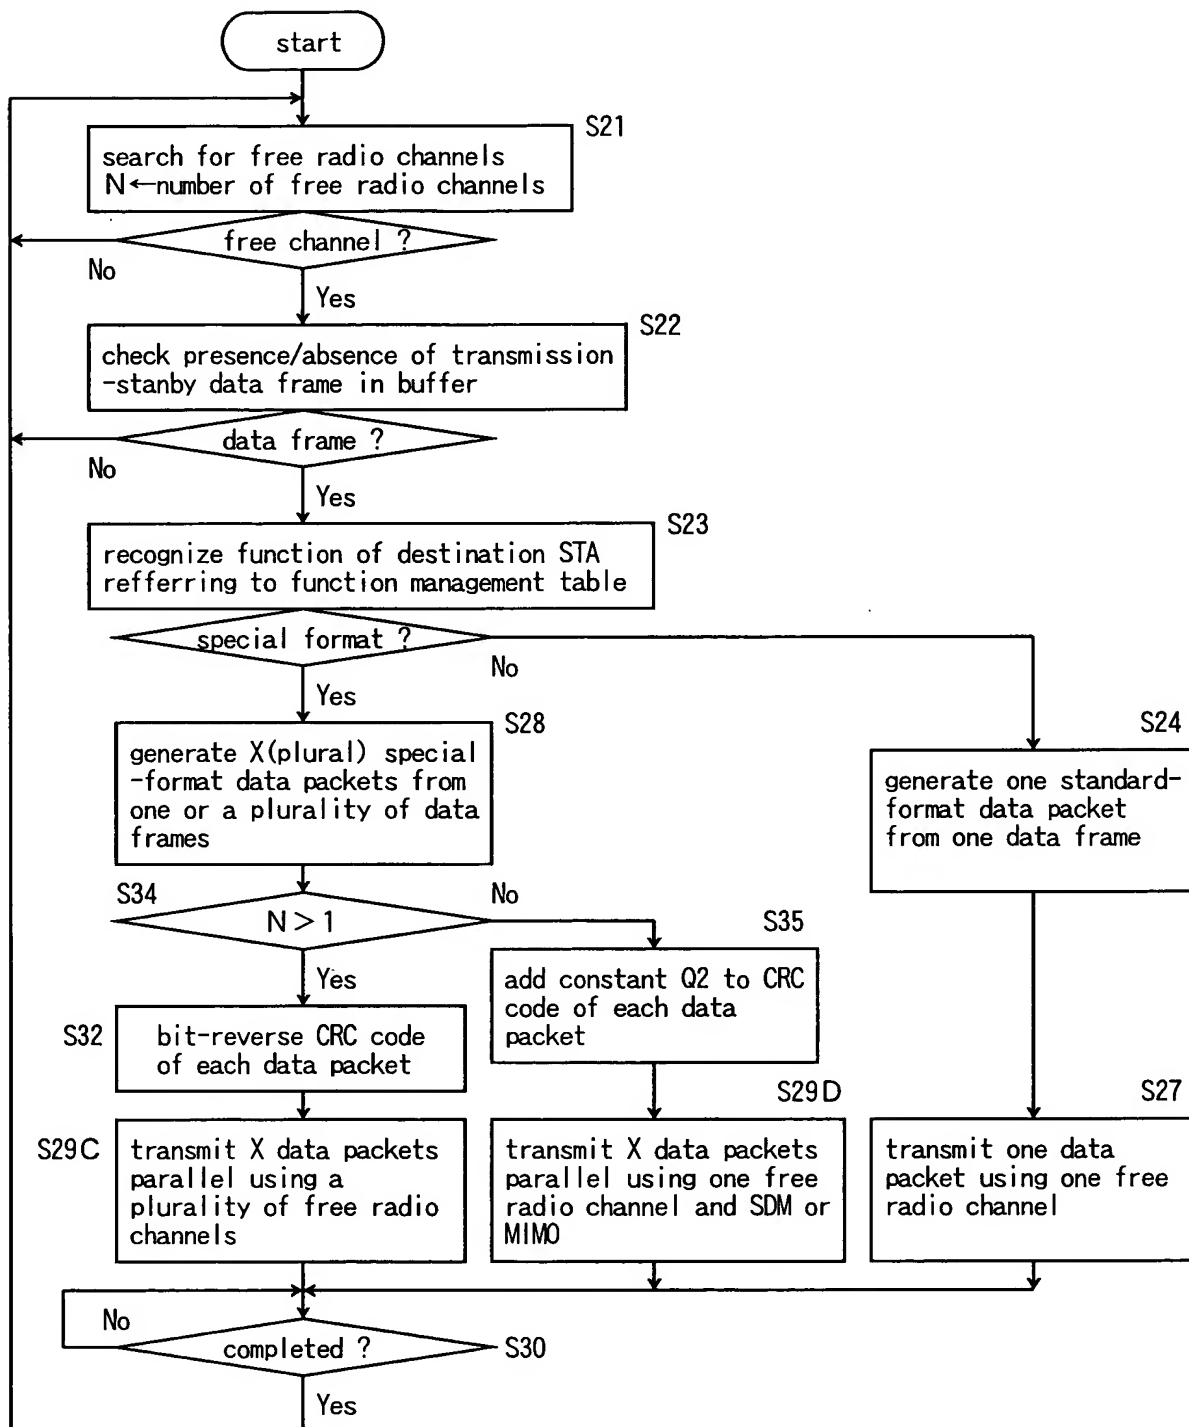 start
S21
search for free radio channels
N←number of free radio channels
free channel ?
No
Yes
S22
check presence/absence of transmission
-stanby data frame in buffer
data frame ?
No
Yes
S23
recognize function of destination STA
refferring to function management table
special format ?
No
Yes
S28
generate X(plural) special
-format data packets from
one or a plurality of data
frames
S24
generate one standard-
format data packet
from one data frame
S34
N > 1
No
Yes
S35
add constant Q2 to CRC
code of each data
packet
S32
bit-reverse CRC code
of each data packet
S29C
transmit X data packets
parallel using a
plurality of free radio
channels
S29D
transmit X data packets
parallel using one free
radio channel and SDM or
MIMO
S27
transmit one data
packet using one free
radio channel
No
completed ?
S30
Yes